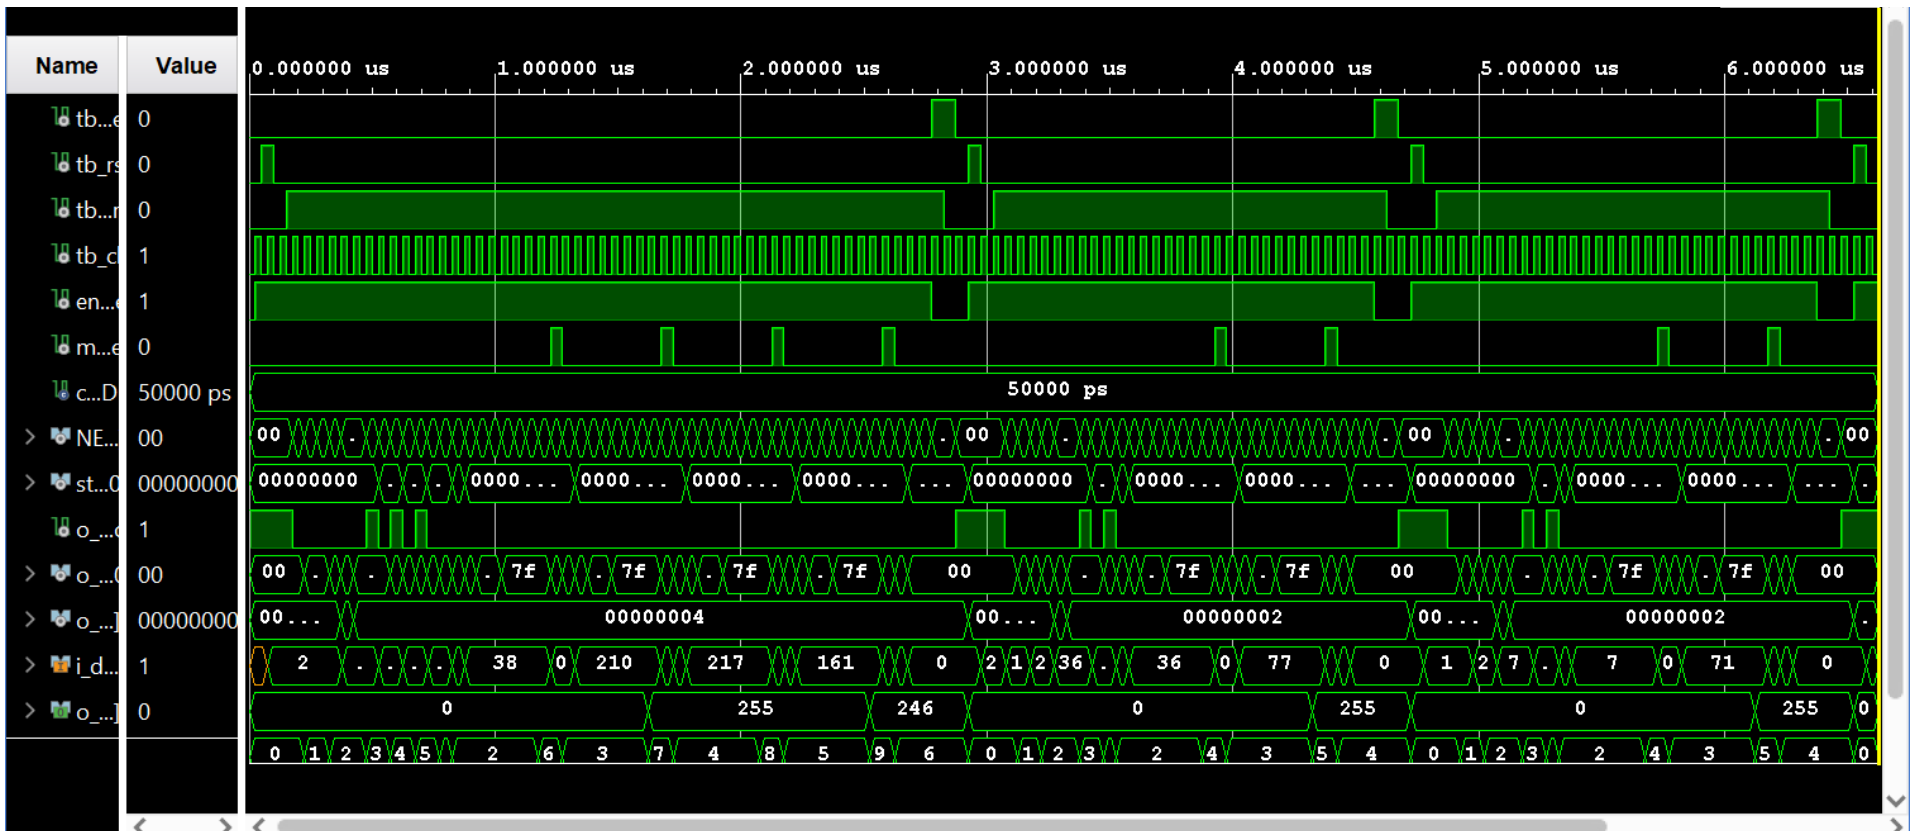 Name Value 0.000000 us 1.000000 us 2.000000 us 3.000000 us 4.000000 us 5.000000 us 6.000000 us
tb...e 0
tb_rs 0
tb...r 0
tb_cl 1
en...e 1
m...e 0
c...D 50000 ps 50000 ps
NE... 00 00 . . 00 . . 00 . . 00
st...0 00000000 00000000 . . . 0000... 0000... 0000... 0000... ... 00000000 . 0000... 0000... ... 00000000 . 0000... 0000... ... .
o_...c 1
o_...0 00 00 . . . 7f . 7f . 7f . 7f 00 . . 7f . 7f 00 . . 7f . 7f 00
o_...] 00000000 00... 00000004 00... 00000002 00... 00000002 .
i_d... 1 2 . . . . 38 0 210 217 161 0 2 1 2 36 . 36 0 77 0 1 2 7 . 7 0 71 0
o_...] 0 0 255 246 0 255 0 255 0
0 1 2 3 4 5 2 6 3 7 4 8 5 9 6 0 1 2 3 2 4 3 5 4 0 1 2 3 2 4 3 5 4 0